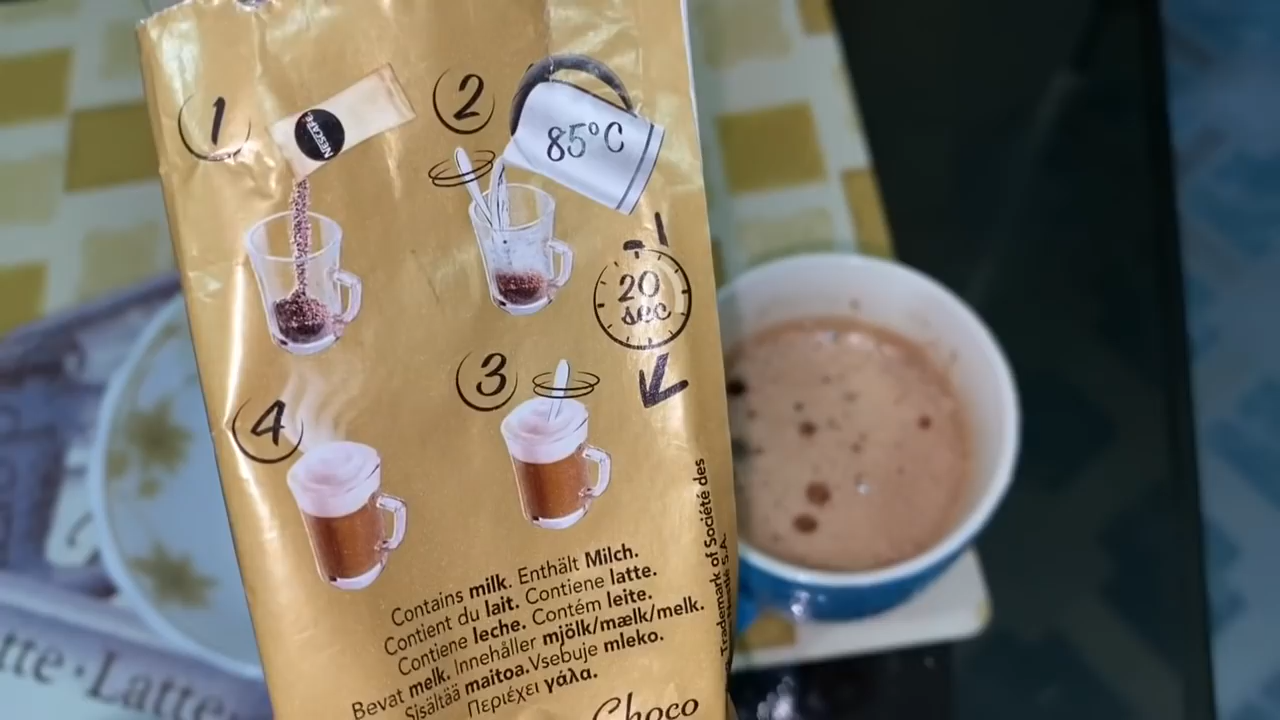 1
NESCAFÉ
2
85°C
20
sec
3
4
Contains milk. Enthält Milch.
Contient du lait. Contiene latte.
Contiene leche. Contém leite.
Bevat melk. Innehåller mjölk/mælk/melk.
Sisältää maitoa.Vsebuje mleko.
Περιέχει γάλα.
Choco
Trademark of Société des
S.A.
tte·Latte